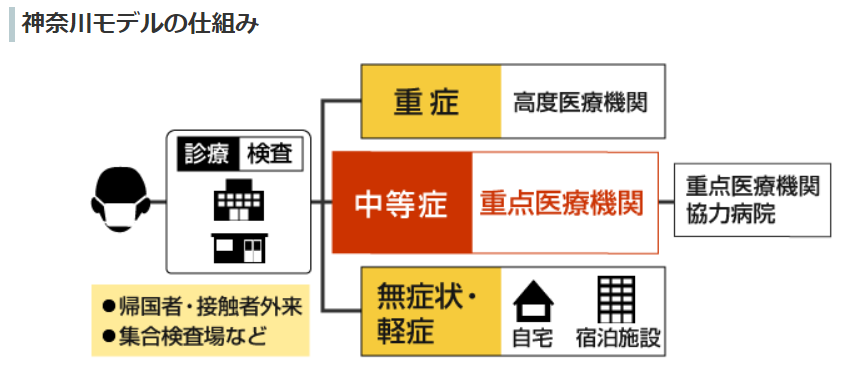 神奈川モデルの仕組み
重症
高度医療機関
診療 検査
中等症
重点医療機関
重点医療機関
協力病院
●帰国者・接触者外来
●集合検査場など
無症状・
軽症
自宅
宿泊施設